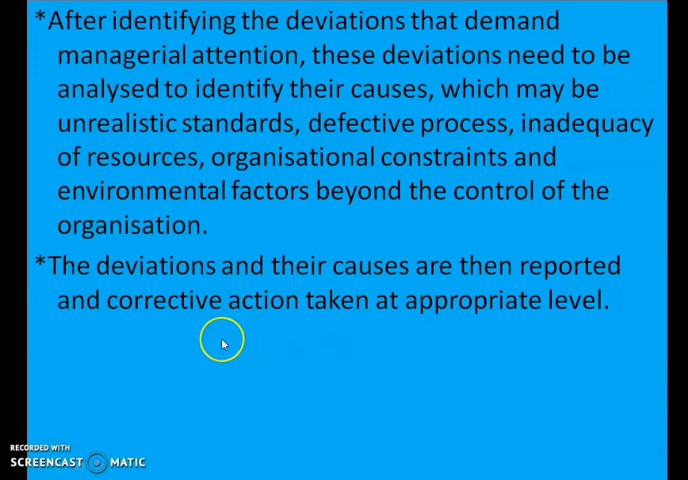 *After identifying the deviations that demand
managerial attention, these deviations need to be
analysed to identify their causes, which may be
unrealistic standards, defective process, inadequacy
of resources, organisational constraints and
environmental factors beyond the control of the
organisation.
*The deviations and their causes are then reported
and corrective action taken at appropriate level.
RECORDED WITH
SCREENCAST MATIC